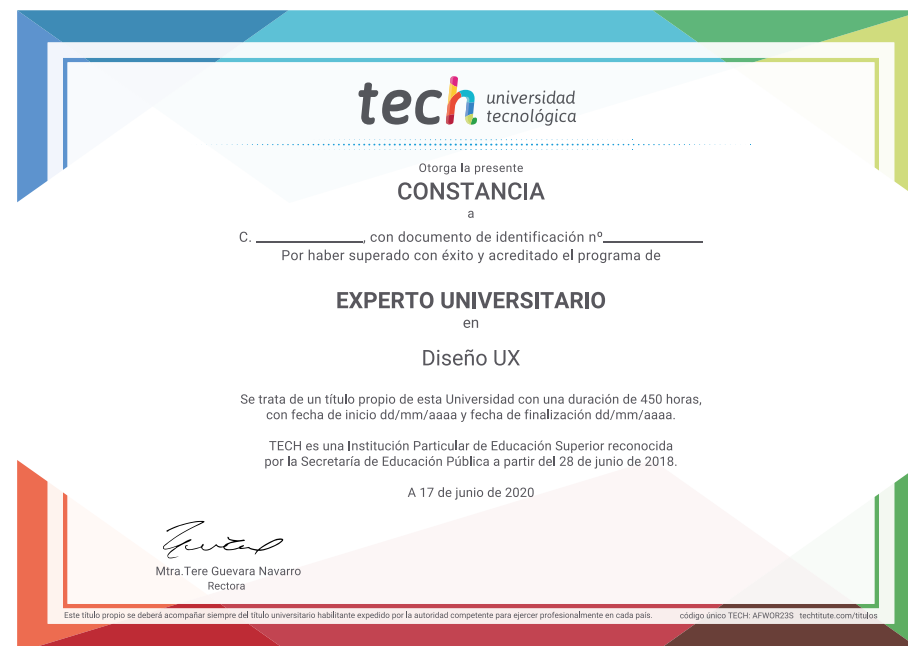 tech universidad
tecnológica
Otorga la presente
CONSTANCIA
a
C. ______________, con documento de identificación nº______________
Por haber superado con éxito y acreditado el programa de
EXPERTO UNIVERSITARIO
en
Diseño UX
Se trata de un título propio de esta Universidad con una duración de 450 horas,
con fecha de inicio dd/mm/aaaa y fecha de finalización dd/mm/aaaa.
TECH es una Institución Particular de Educación Superior reconocida
por la Secretaría de Educación Pública a partir del 28 de junio de 2018.
A 17 de junio de 2020
Mtra.Tere Guevara Navarro
Rectora
Este título propio se deberá acompañar siempre del título universitario habilitante expedido por la autoridad competente para ejercer profesionalmente en cada país. código único TECH: AFWOR23S techtitute.com/titulos